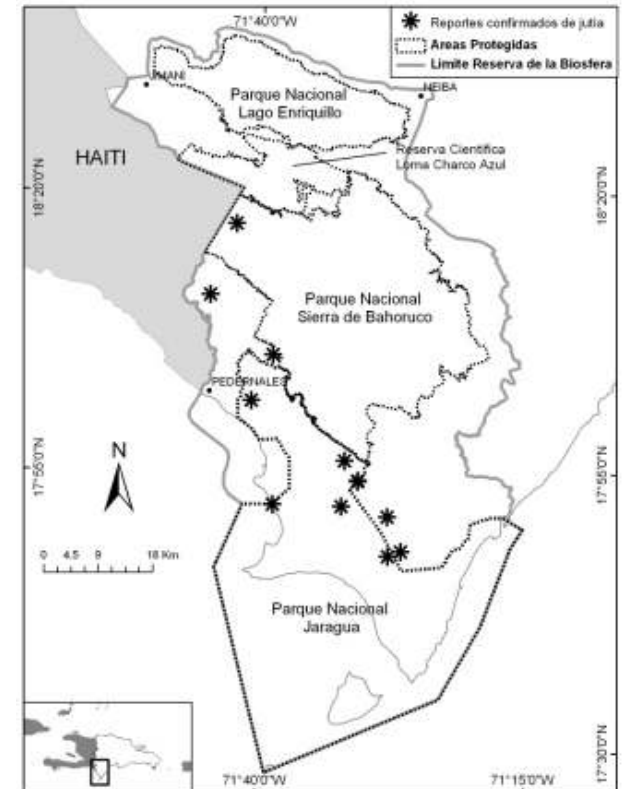 71°40'0"W
Reportes confirmados de jutia
Areas Protegidas
Limite Reserva de la Biosfera
JIMANI
NEIBA
Parque Nacional
Lago Enriquillo
HAITI
Reserva Cientifica
Loma Charco Azul
18°20'0"N
18°20'0"N
Parque Nacional
Sierra de Bahoruco
PEDERNALES
N
17°55'0"N
17°55'0"N
0 4.5 9 18 Km
Parque Nacional
Jaragua
17°30'0"N
71°40'0"W
71°15'0"W